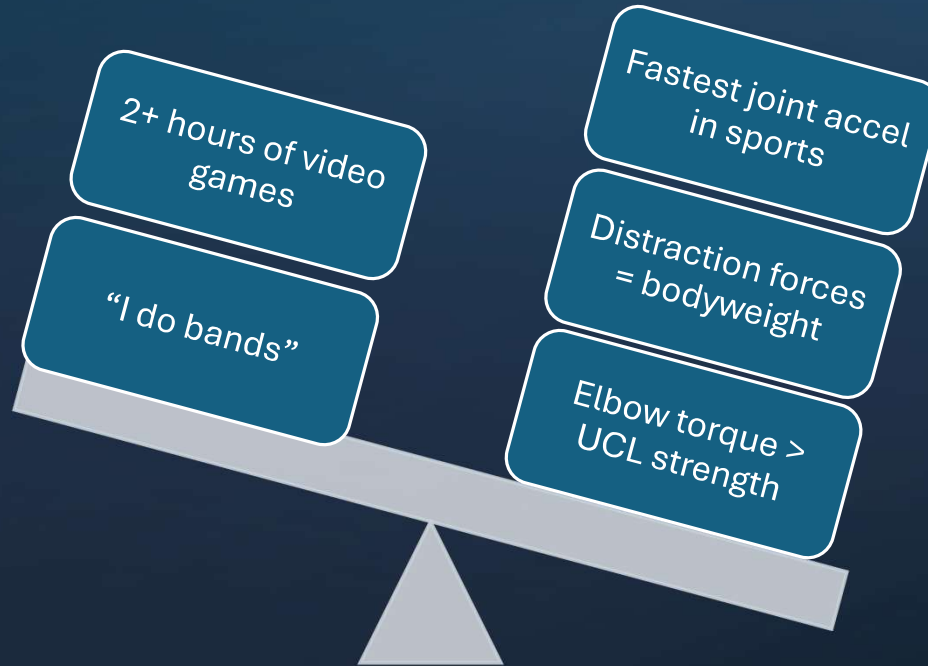 2+ hours of video
games
“I do bands”
Fastest joint accel
in sports
Distraction forces
= bodyweight
Elbow torque >
UCL strength